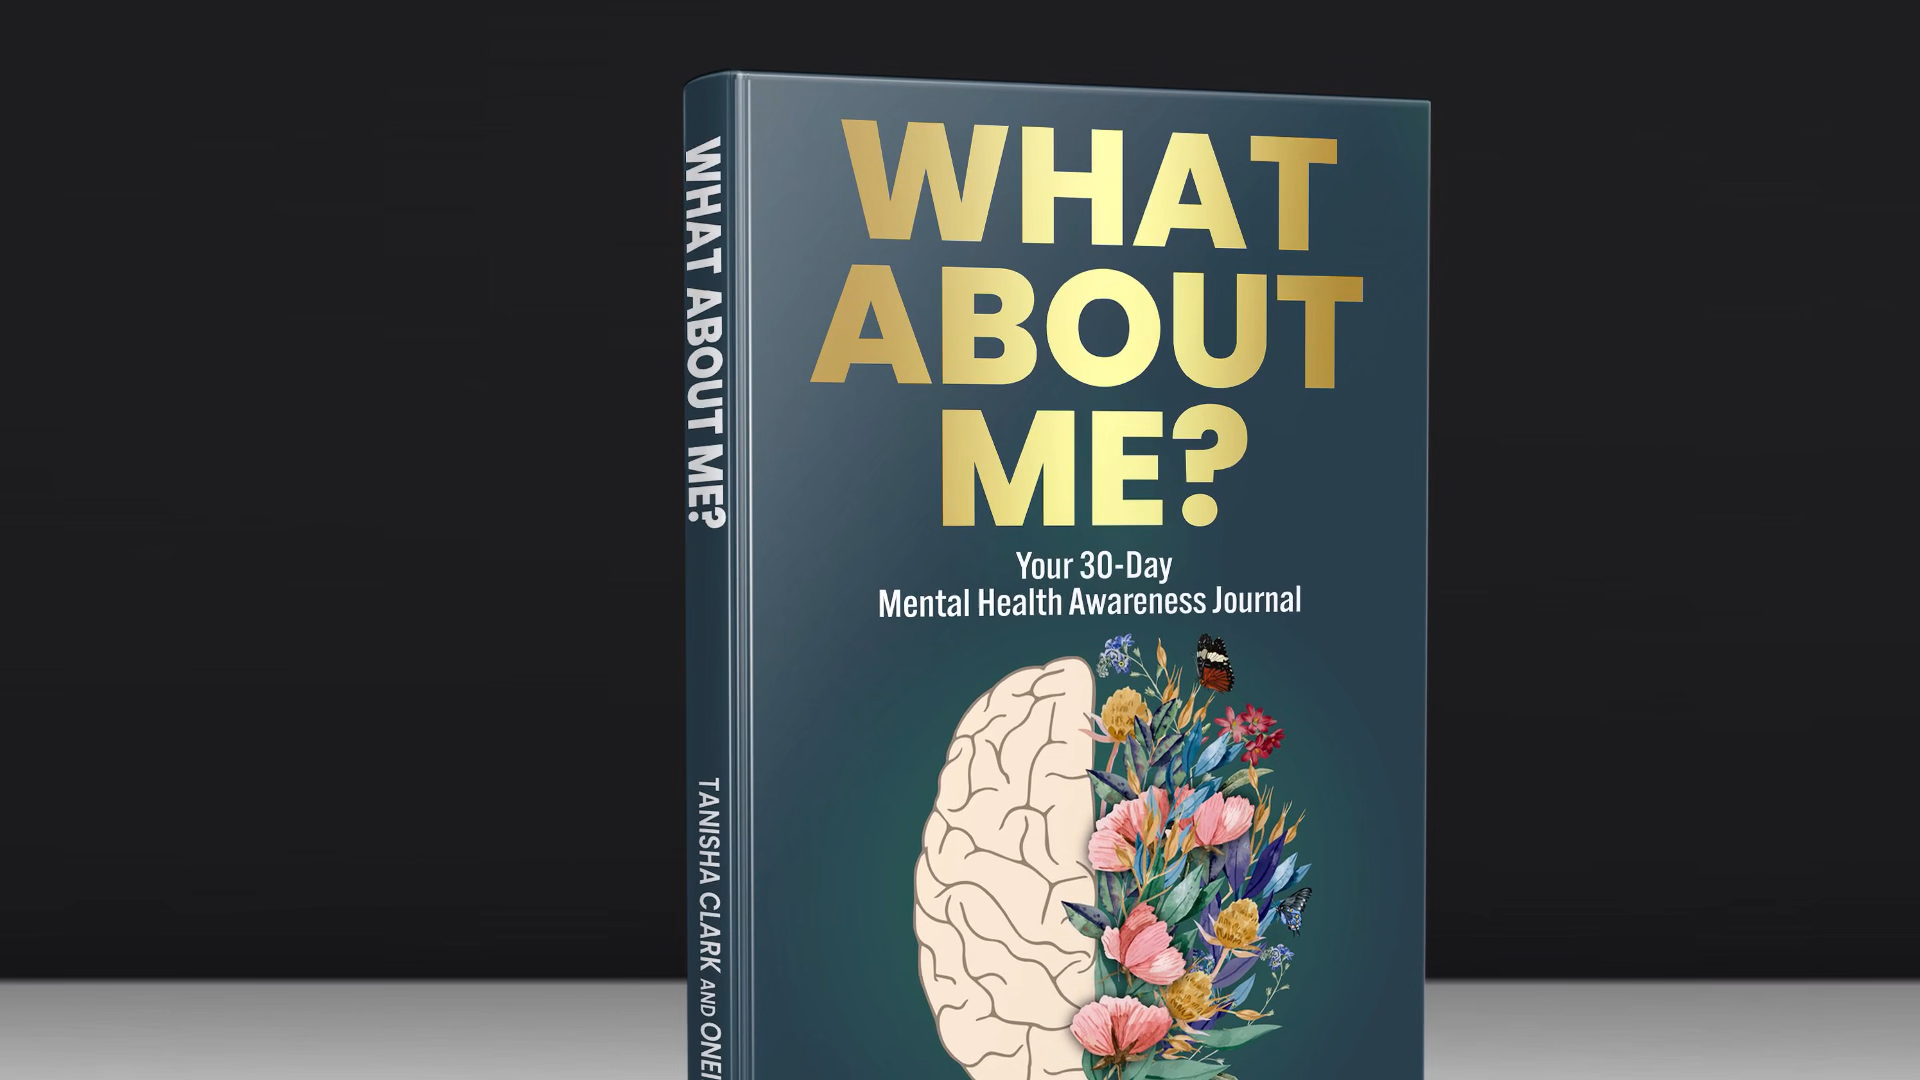 WHAT
ABOUT
ME?
Your 30-Day
Mental Health Awareness Journal
WHAT ABOUT ME?
TANISHA CLARK AND